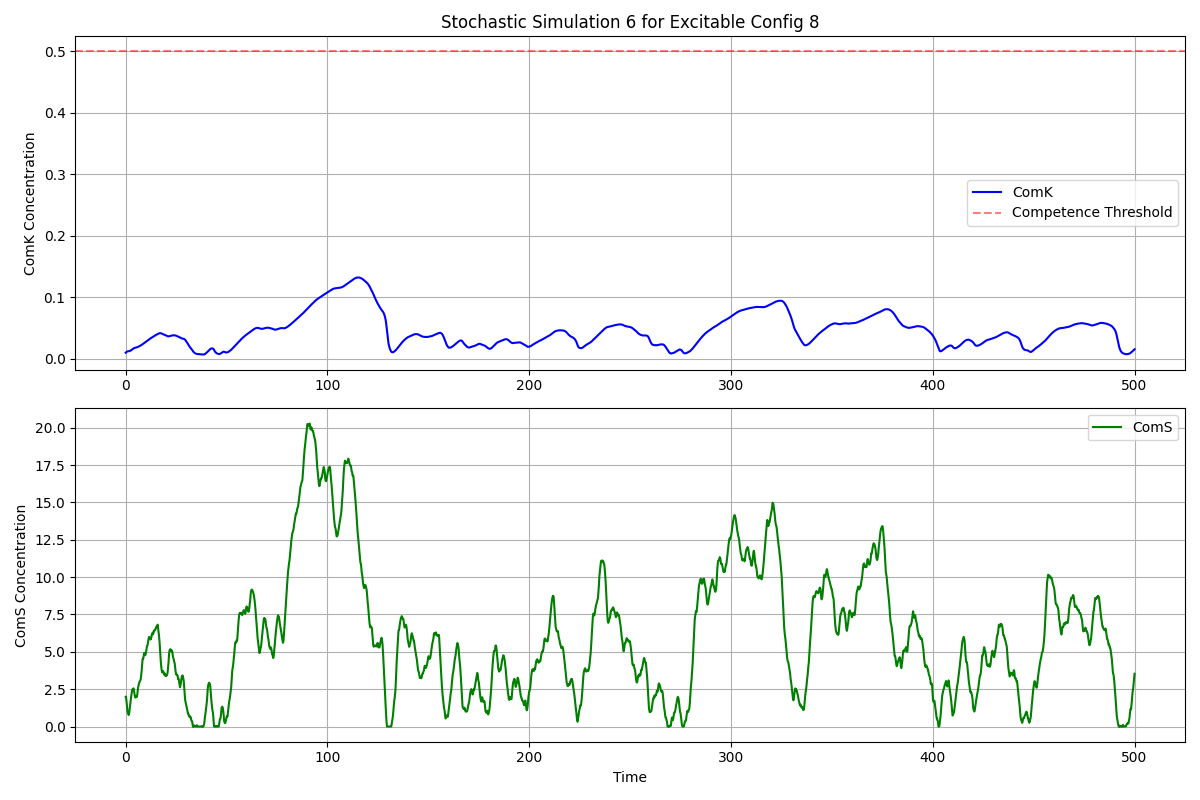 Stochastic Simulation 6 for Excitable Config 8
0.5
0.4
0.3
0.2
0.1
0.0
ComK Concentration
ComK
Competence Threshold
0 100 200 300 400 500
20.0
17.5
15.0
12.5
10.0
7.5
5.0
2.5
0.0
ComS Concentration
ComS
0 100 200 300 400 500
Time